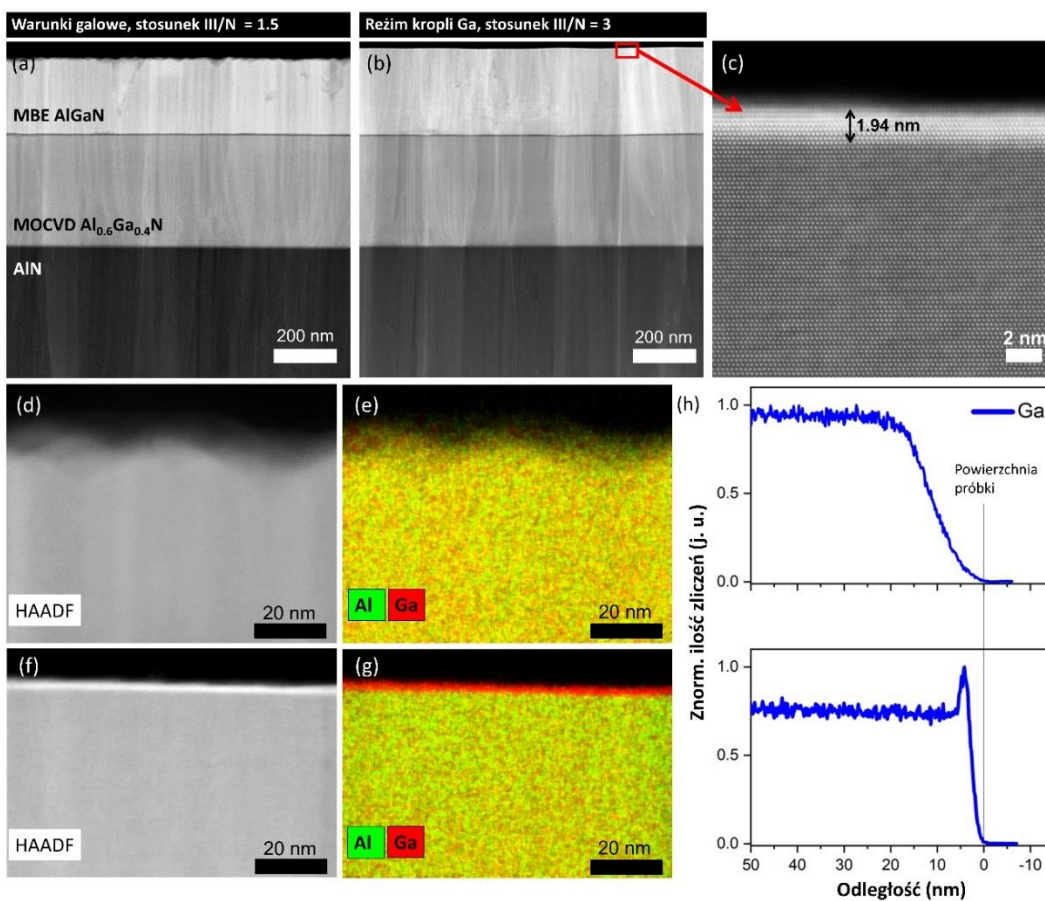 Warunki galowe, stosunek III/N = 1.5
Reżim kropli Ga, stosunek III/N = 3
(a)
MBE AlGaN
MOCVD Al0.6Ga0.4N
AlN
200 nm
(b)
200 nm
(c)
1.94 nm
2 nm
(d)
HAADF
20 nm
(e)
Al Ga
20 nm
(f)
HAADF
20 nm
(g)
Al Ga
20 nm
(h)
Ga
Powierzchnia
próbki
Znorm. ilość zliczeń (j. u.)
1.0
0.5
0.0
1.0
0.5
0.0
50 40 30 20 10 0 -10
Odległość (nm)